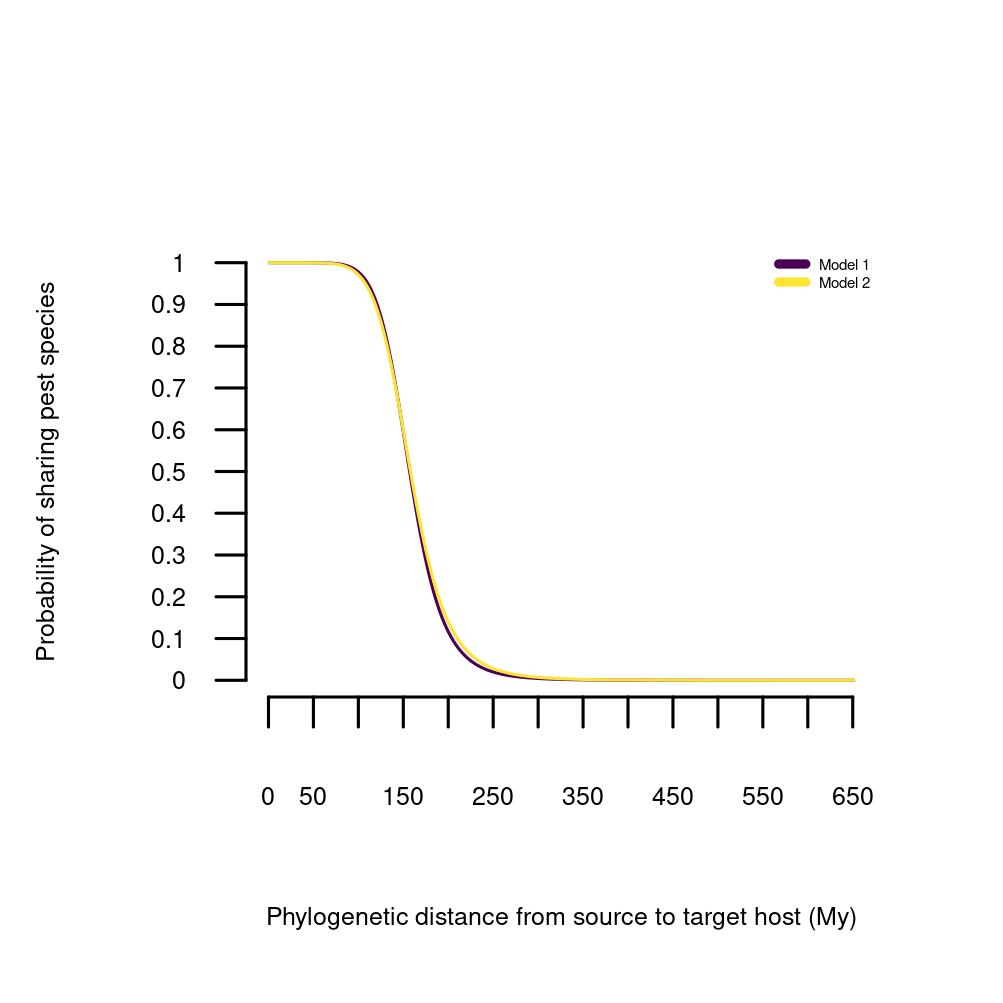 Model 1
Model 2
Probability of sharing pest species
1
0.9
0.8
0.7
0.6
0.5
0.4
0.3
0.2
0.1
0
0 50 150 250 350 450 550 650
Phylogenetic distance from source to target host (My)